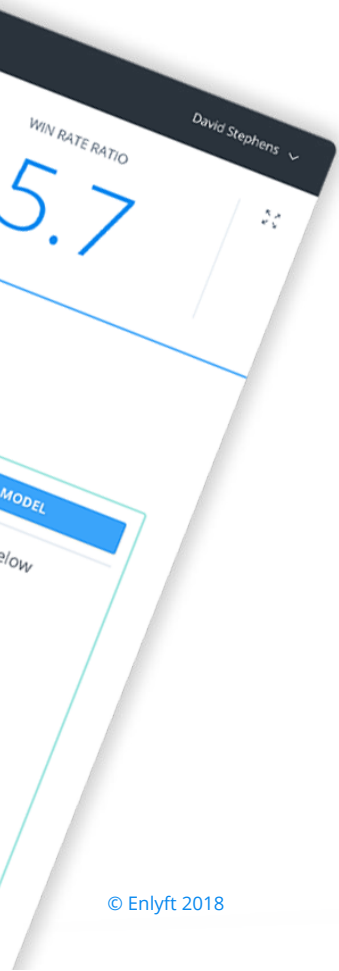 David Stephens
WIN RATE RATIO
5.7
MODEL
elow
© Enlyft 2018